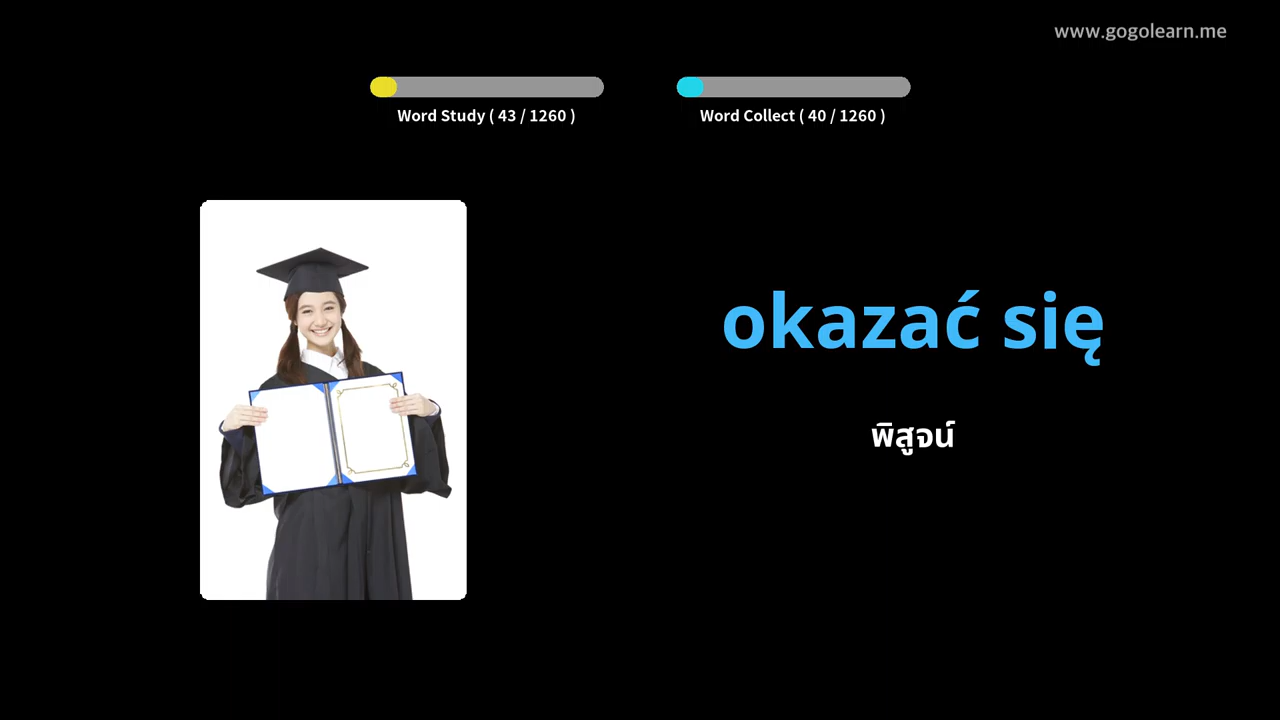 www.gogolearn.me
Word Study ( 43 / 1260 )
Word Collect ( 40 / 1260 )
okazać się
พิสูจน์